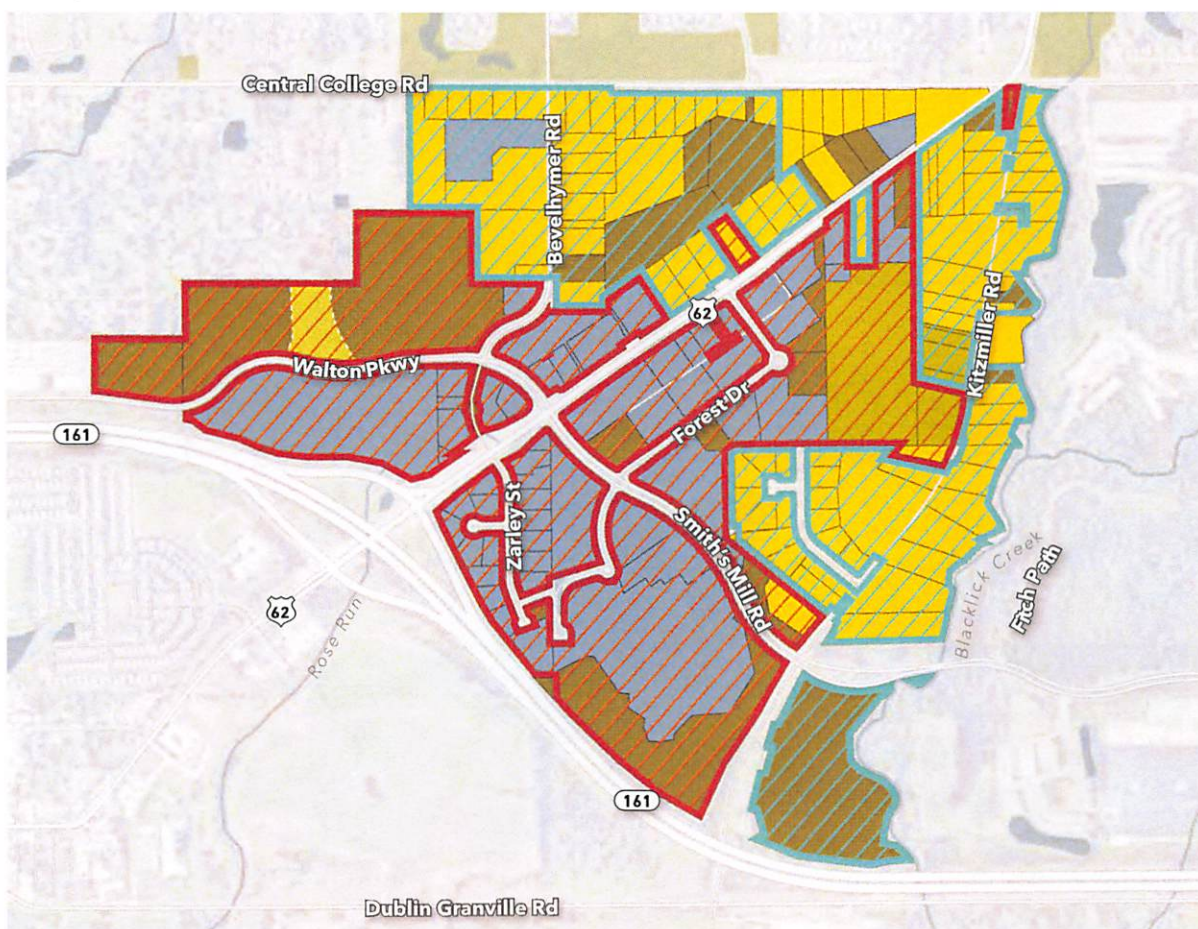 Central College Rd
Bevelhymer Rd
62
Kitzmiller Rd
Walton Pkwy
161
Forest Dr
Zarley St
Smith's Mill Rd
62
Rose Run
Blacklick Creek
Fitch Path
161
Dublin Granville Rd